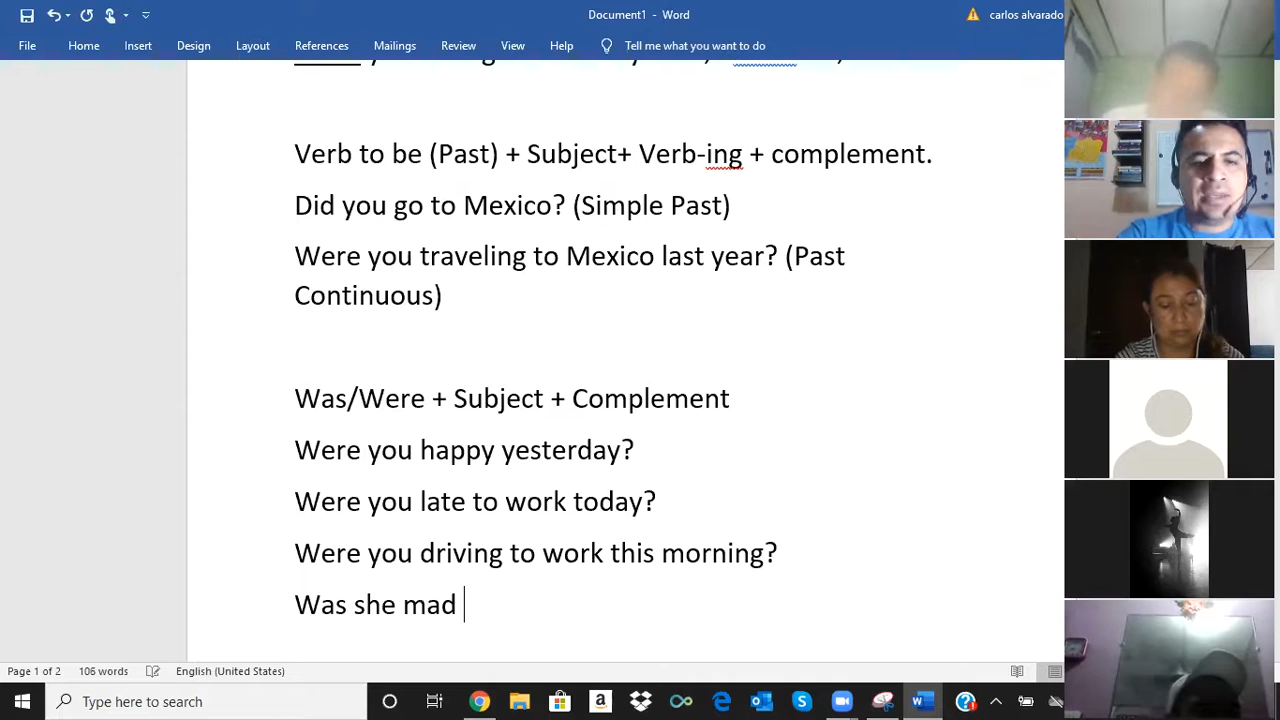 Document1 - Word
carlos alvarado
File Home Insert Design Layout References Mailings Review View Help Tell me what you want to do
Verb to be (Past) + Subject+ Verb-ing + complement.
Did you go to Mexico? (Simple Past)
Were you traveling to Mexico last year? (Past
Continuous)
Was/Were + Subject + Complement
Were you happy yesterday?
Were you late to work today?
Were you driving to work this morning?
Was she mad
Page 1 of 2 106 words English (United States)
Type here to search